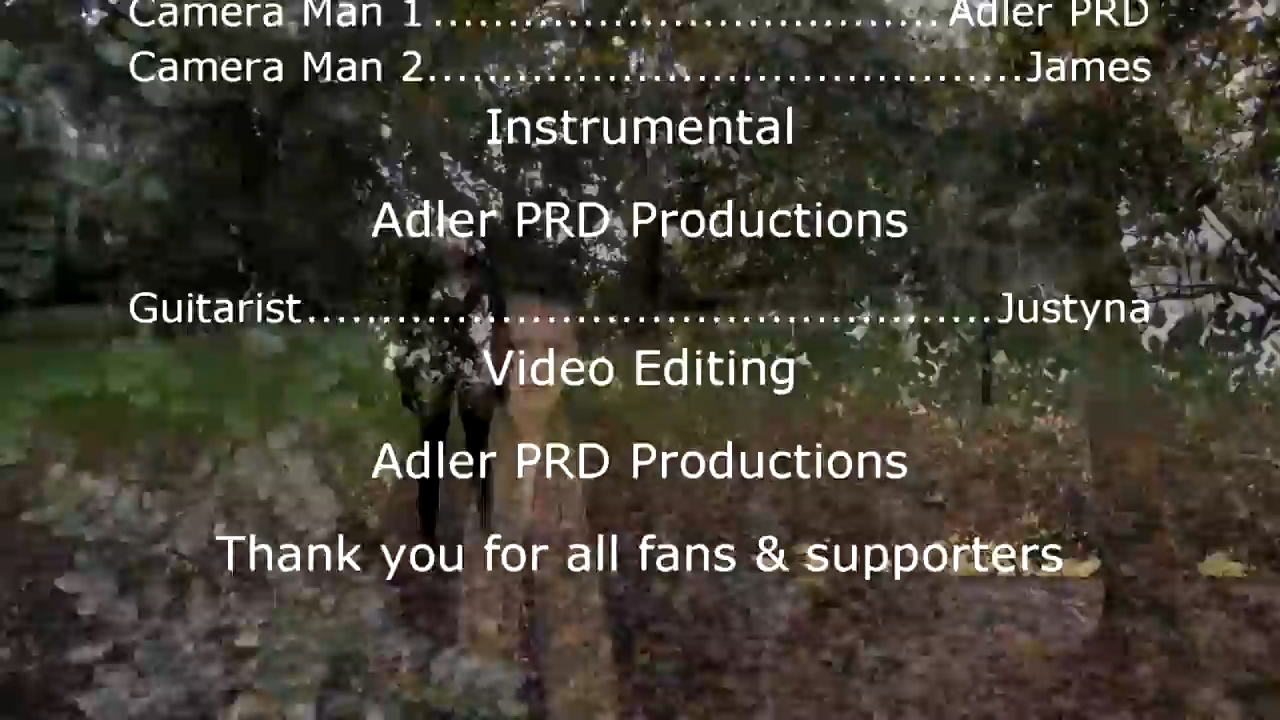 Camera Man 1........................................Adler PRD
Camera Man 2........................................James
Instrumental
Adler PRD Productions
Guitarist..............................................Justyna
Video Editing
Adler PRD Productions
Thank you for all fans & supporters